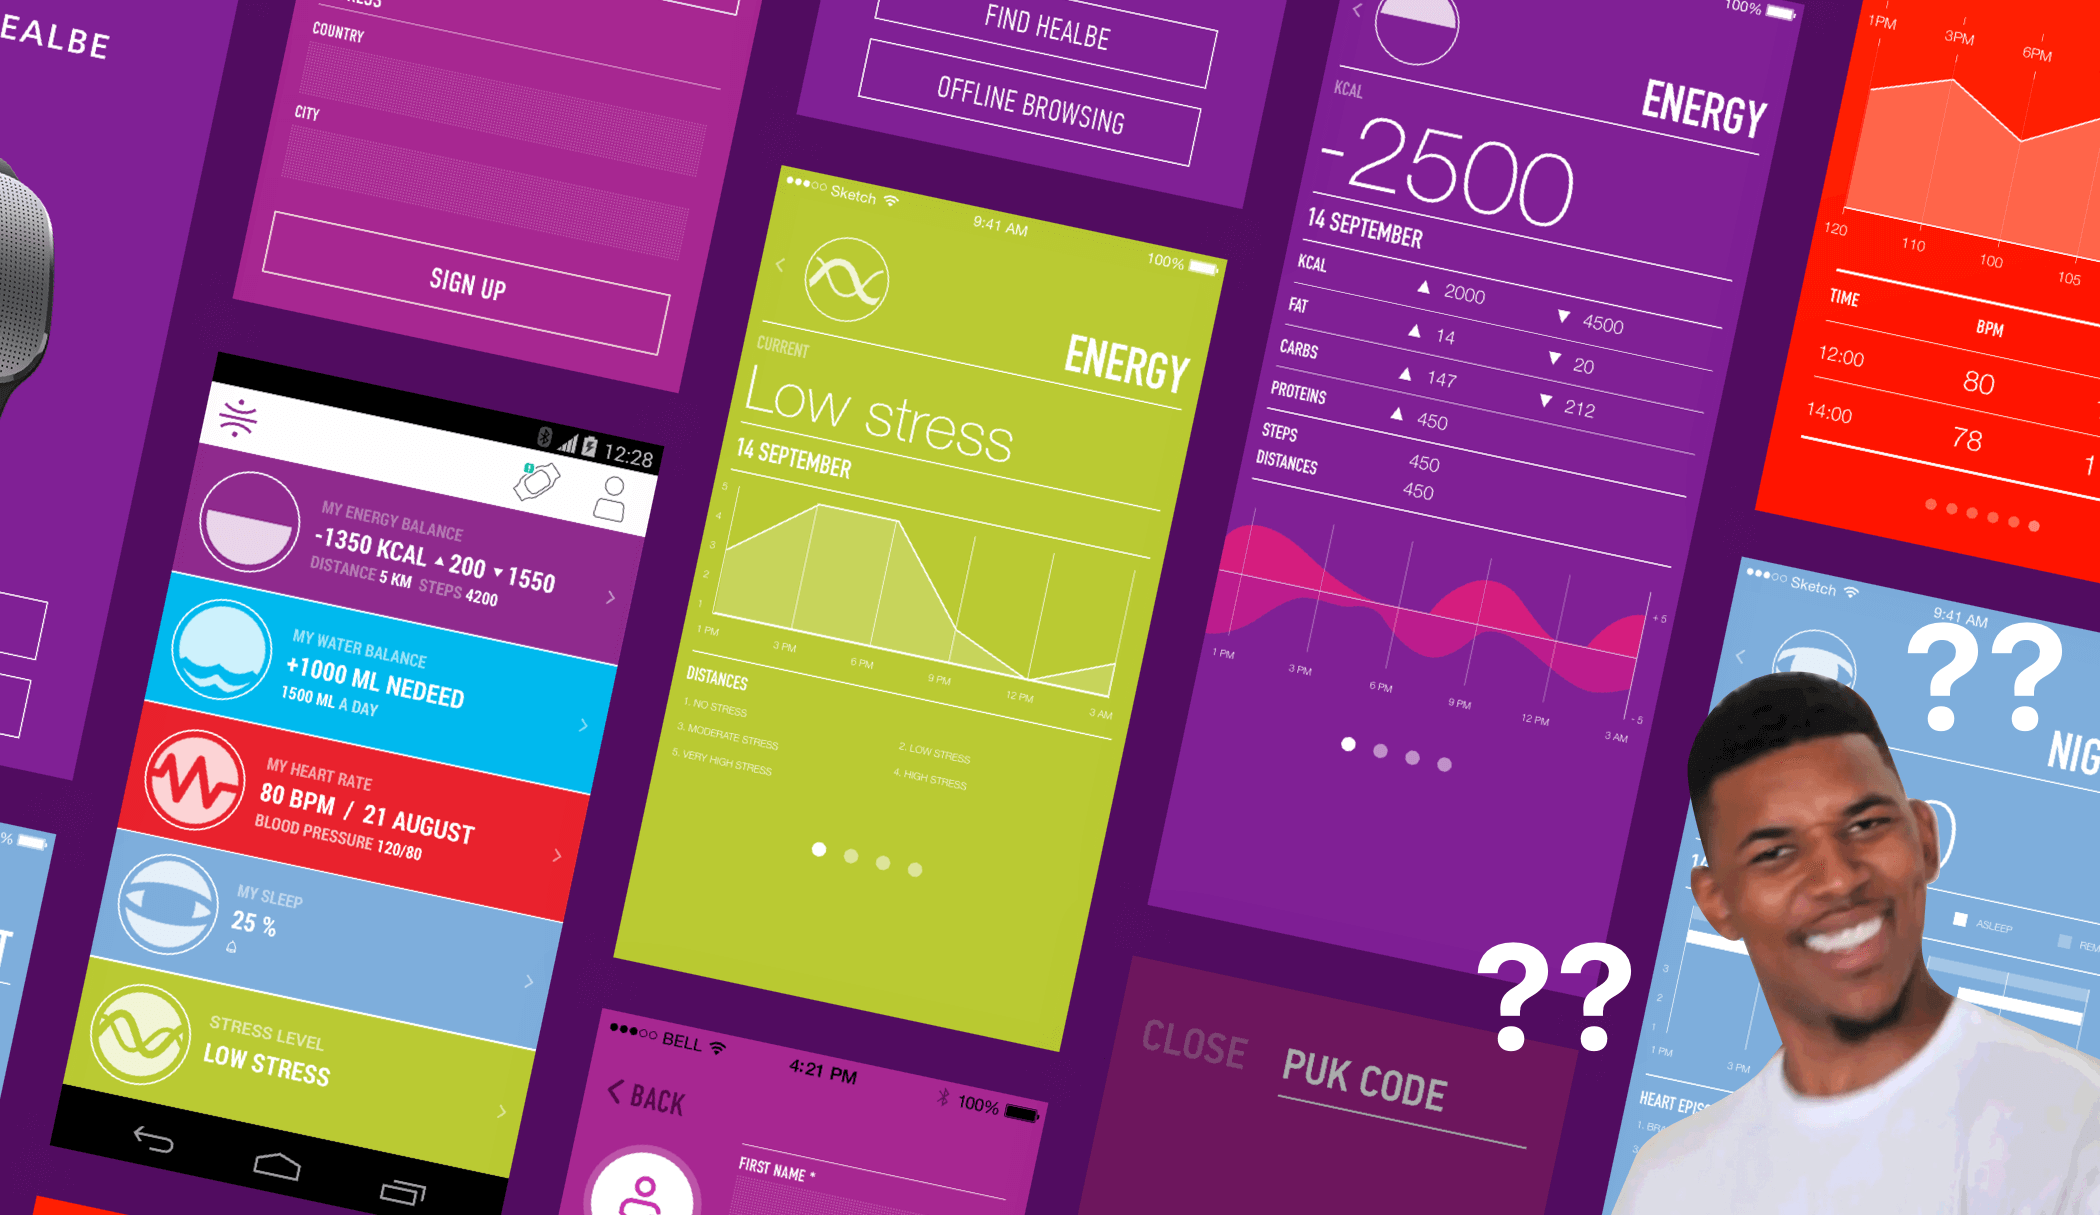 EALBE
COUNTRY
CITY
SIGN UP
FIND HEALBE
OFFLINE BROWSING
100%
ENERGY
KCAL
-2500
14 SEPTEMBER
KCAL ▲ 2000 ▼ 4500
FAT ▲ 14 ▼ 20
CARBS ▲ 147 ▼ 212
PROTEINS ▲ 450
STEPS 450
DISTANCES 450
+5
-5
1 PM 3 PM 6 PM 9 PM 12 PM 3 AM
1PM 3PM 6PM
120 110 100 105
TIME BPM
12:00 80
14:00 78
Sketch 9:41 AM 100%
ENERGY
CURRENT
Low stress
14 SEPTEMBER
5
4
3
2
1
1 PM 3 PM 6 PM 9 PM 12 PM 3 AM
DISTANCES
1. NO STRESS 2. LOW STRESS
3. MODERATE STRESS 4. HIGH STRESS
5. VERY HIGH STRESS
12:28
MY ENERGY BALANCE
-1350 KCAL ▲200 ▼1550
DISTANCE 5 KM STEPS 4200
MY WATER BALANCE
+1000 ML NEDEED
1500 ML A DAY
MY HEART RATE
80 BPM / 21 AUGUST
BLOOD PRESSURE 120/80
MY SLEEP
25 %
STRESS LEVEL
LOW STRESS
%
BELL 4:21 PM 100%
< BACK
FIRST NAME *
CLOSE PUK CODE
??
Sketch 9:41 AM
??
NIG
ASLEEP REM
3
2
1
1 PM 3 PM
HEART EPIS
1. BRA